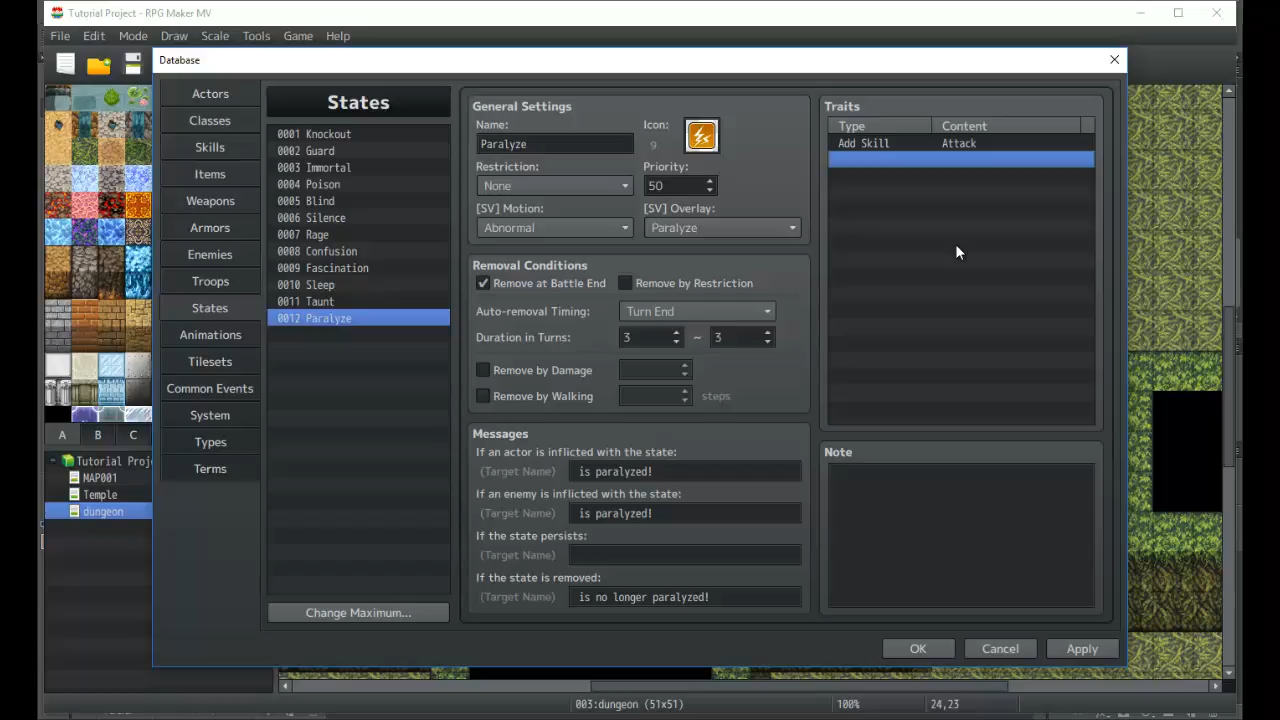 Tutorial Project - RPG Maker MV
File Edit Mode Draw Scale Tools Game Help
Database
Actors
Classes
Skills
Items
Weapons
Armors
Enemies
Troops
States
Animations
Tilesets
Common Events
System
Types
Terms
A B C
Tutorial Proj
MAP001
Temple
dungeon
States
0001 Knockout
0002 Guard
0003 Immortal
0004 Poison
0005 Blind
0006 Silence
0007 Rage
0008 Confusion
0009 Fascination
0010 Sleep
0011 Taunt
0012 Paralyze
Change Maximum...
General Settings
Name: Icon:
Paralyze 9
Restriction: Priority:
None 50
[SV] Motion: [SV] Overlay:
Abnormal Paralyze
Removal Conditions
Remove at Battle End Remove by Restriction
Auto-removal Timing: Turn End
Duration in Turns: 3 ~ 3
Remove by Damage
Remove by Walking steps
Messages
If an actor is inflicted with the state:
(Target Name) is paralyzed!
If an enemy is inflicted with the state:
(Target Name) is paralyzed!
If the state persists:
(Target Name)
If the state is removed:
(Target Name) is no longer paralyzed!
Traits
Type Content
Add Skill Attack
Note
OK Cancel Apply
003:dungeon (51x51) 100% 24,23